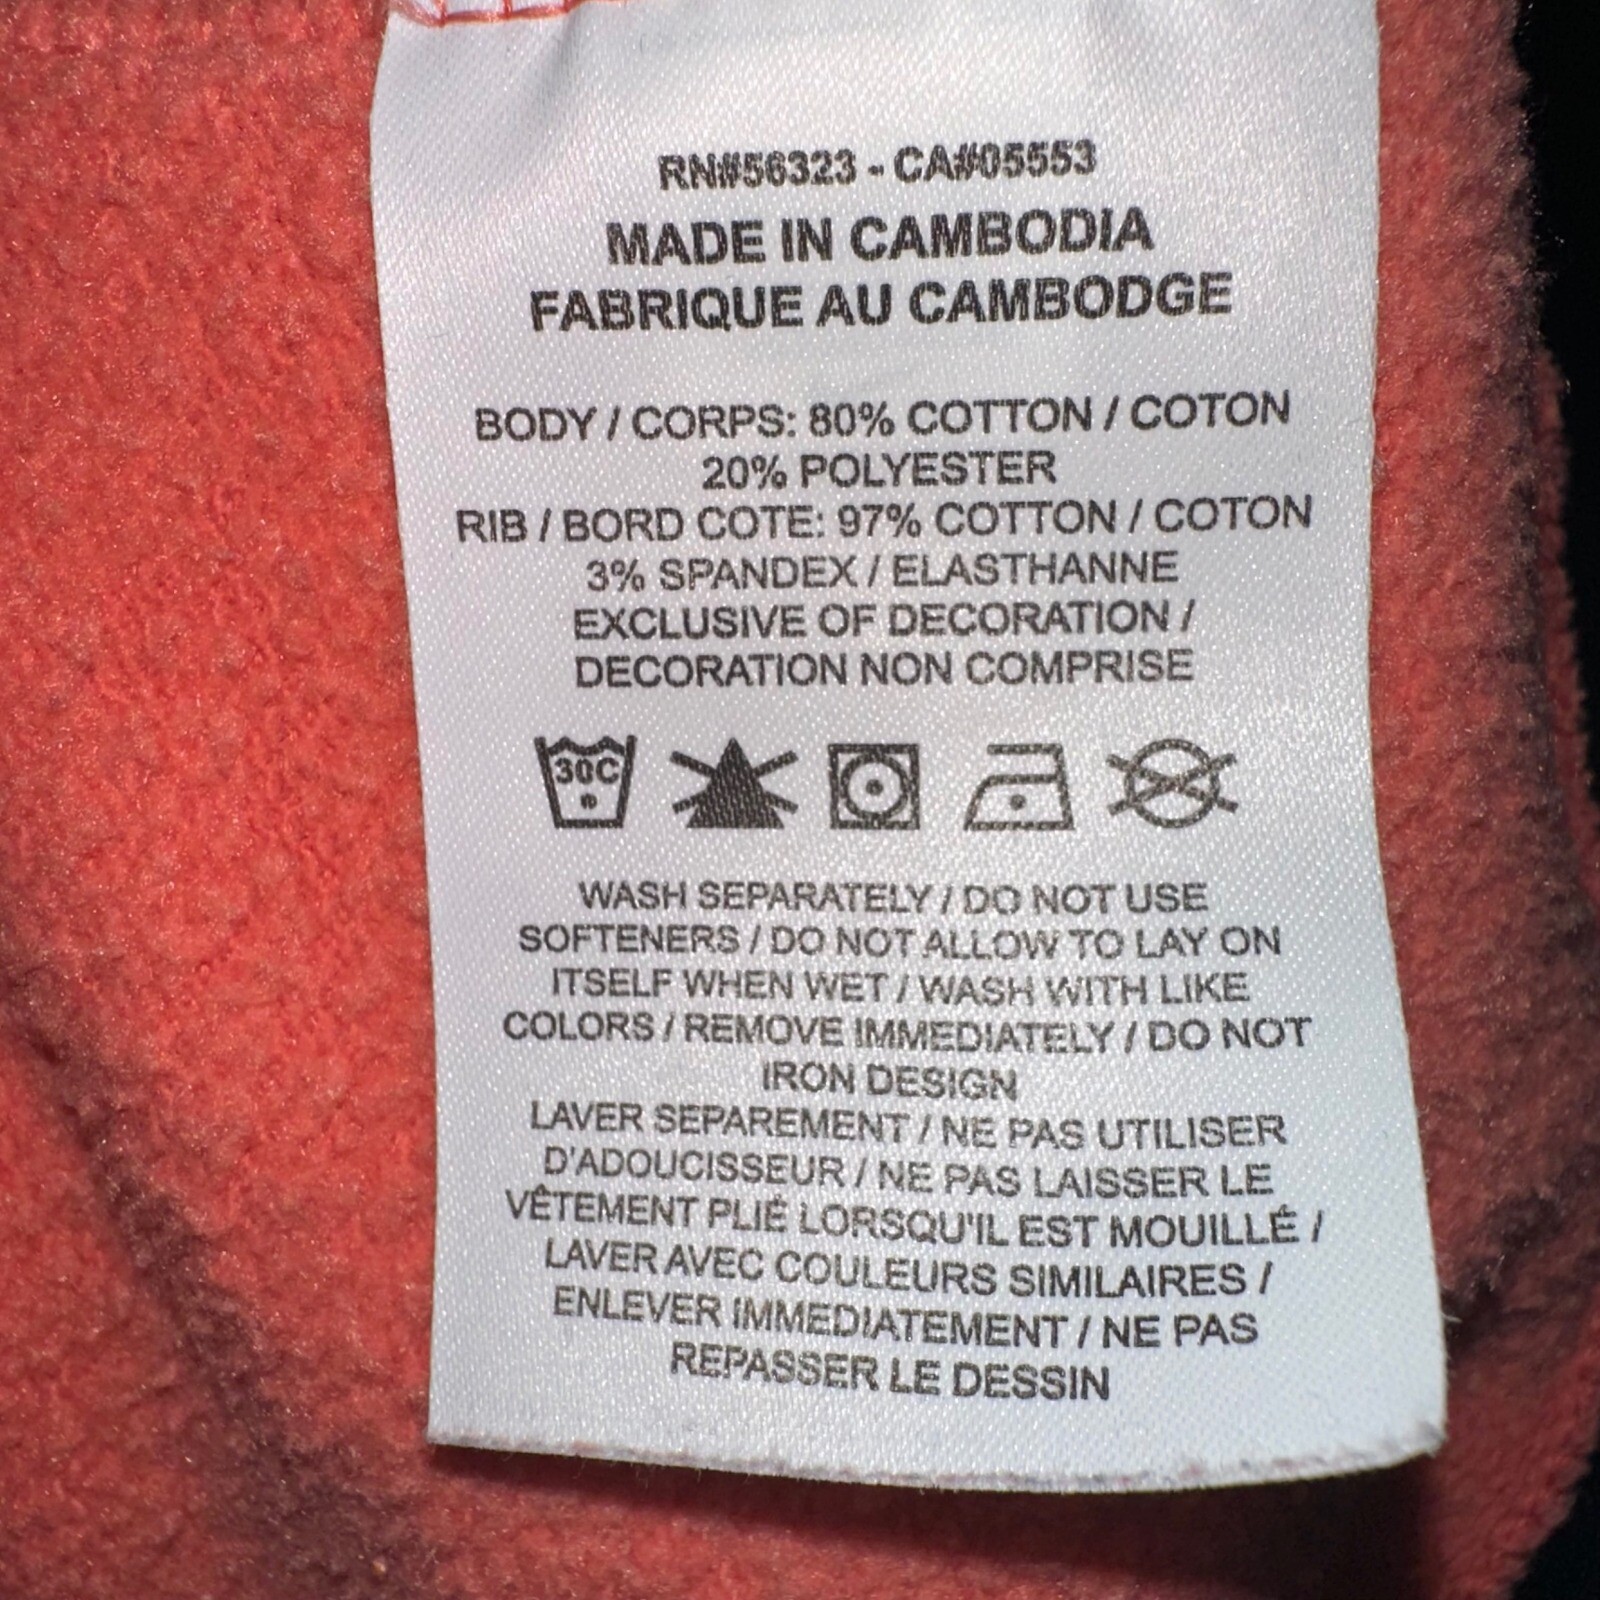 RN#56323 - CA#05553
MADE IN CAMBODIA
FABRIQUE AU CAMBODGE
BODY / CORPS: 80% COTTON / COTON
20% POLYESTER
RIB / BORD COTE: 97% COTTON / COTON
3% SPANDEX / ELASTHANNE
EXCLUSIVE OF DECORATION /
DECORATION NON COMPRISE
30C
WASH SEPARATELY / DO NOT USE
SOFTENERS / DO NOT ALLOW TO LAY ON
ITSELF WHEN WET / WASH WITH LIKE
COLORS / REMOVE IMMEDIATELY / DO NOT
IRON DESIGN
LAVER SEPAREMENT / NE PAS UTILISER
D'ADOUCISSEUR / NE PAS LAISSER LE
VÊTEMENT PLIÉ LORSQU'IL EST MOUILLÉ /
LAVER AVEC COULEURS SIMILAIRES /
ENLEVER IMMEDIATEMENT / NE PAS
REPASSER LE DESSIN